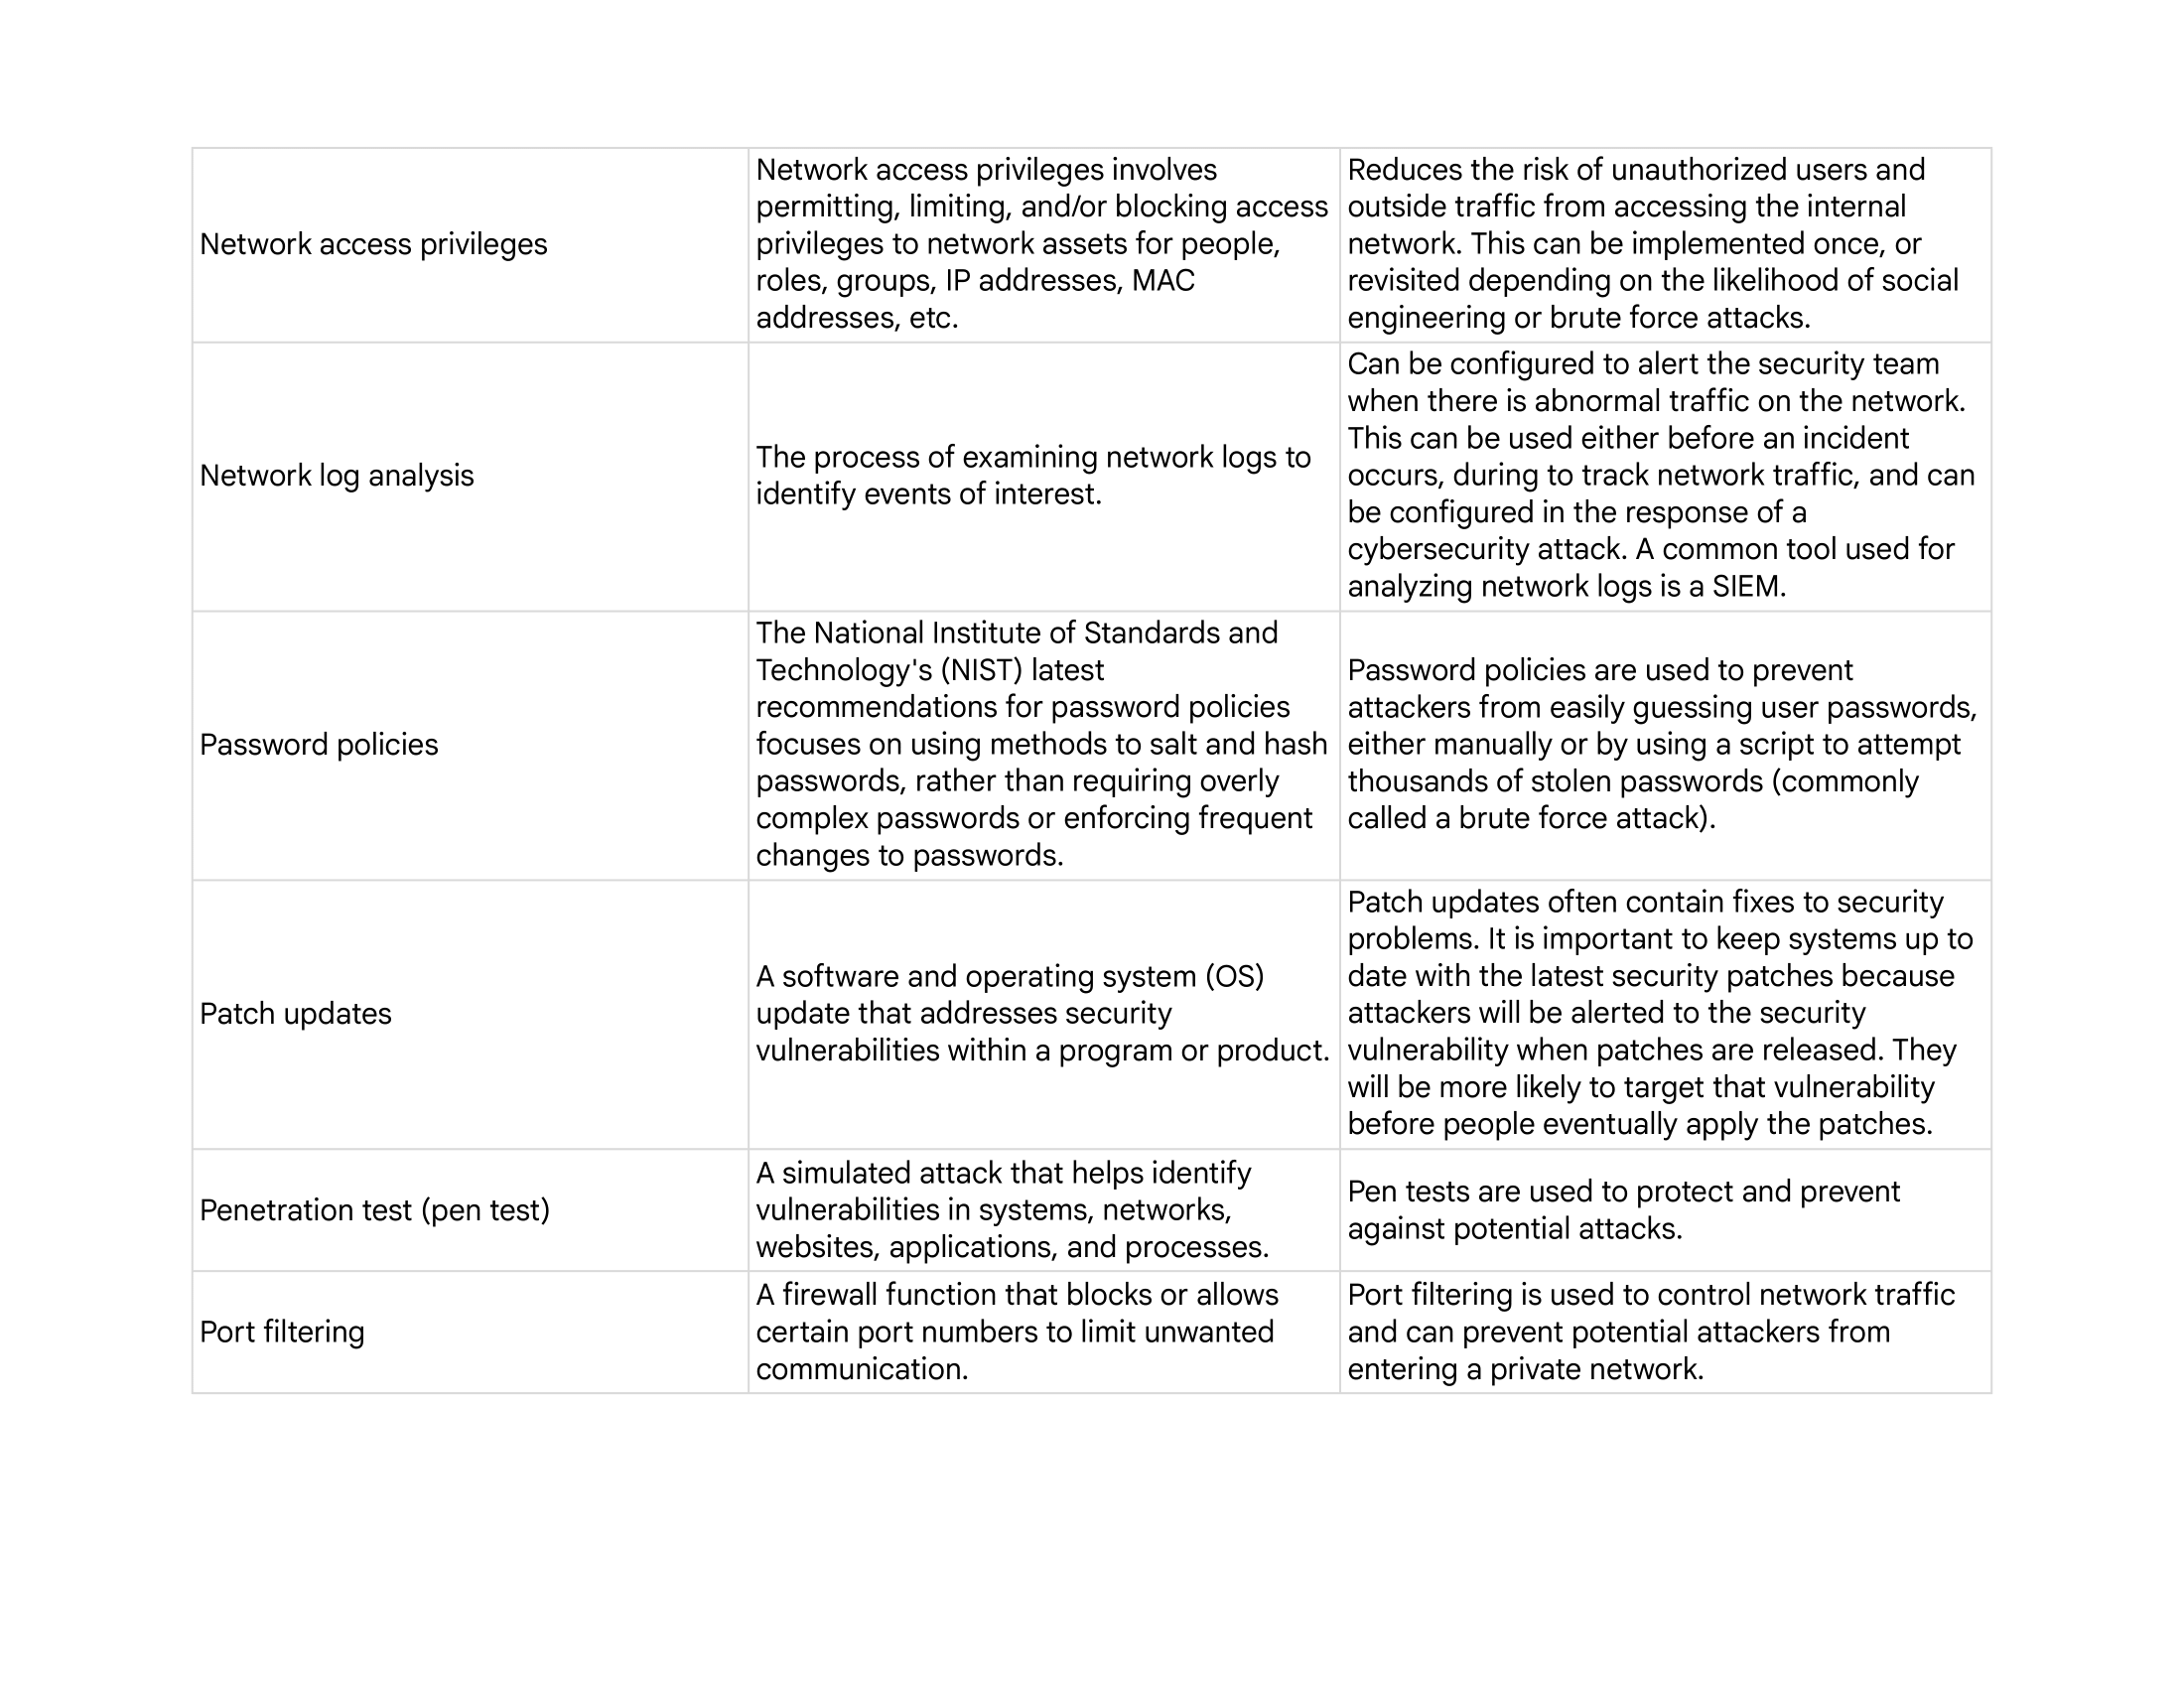 Network access privileges
Network access privileges involves
permitting, limiting, and/or blocking access
privileges to network assets for people,
roles, groups, IP addresses, MAC
addresses, etc.
Reduces the risk of unauthorized users and
outside traffic from accessing the internal
network. This can be implemented once, or
revisited depending on the likelihood of social
engineering or brute force attacks.
Network log analysis
The process of examining network logs to
identify events of interest.
Can be configured to alert the security team
when there is abnormal traffic on the network.
This can be used either before an incident
occurs, during to track network traffic, and can
be configured in the response of a
cybersecurity attack. A common tool used for
analyzing network logs is a SIEM.
Password policies
The National Institute of Standards and
Technology's (NIST) latest
recommendations for password policies
focuses on using methods to salt and hash
passwords, rather than requiring overly
complex passwords or enforcing frequent
changes to passwords.
Password policies are used to prevent
attackers from easily guessing user passwords,
either manually or by using a script to attempt
thousands of stolen passwords (commonly
called a brute force attack).
Patch updates
A software and operating system (OS)
update that addresses security
vulnerabilities within a program or product.
Patch updates often contain fixes to security
problems. It is important to keep systems up to
date with the latest security patches because
attackers will be alerted to the security
vulnerability when patches are released. They
will be more likely to target that vulnerability
before people eventually apply the patches.
Penetration test (pen test)
A simulated attack that helps identify
vulnerabilities in systems, networks,
websites, applications, and processes.
Pen tests are used to protect and prevent
against potential attacks.
Port filtering
A firewall function that blocks or allows
certain port numbers to limit unwanted
communication.
Port filtering is used to control network traffic
and can prevent potential attackers from
entering a private network.